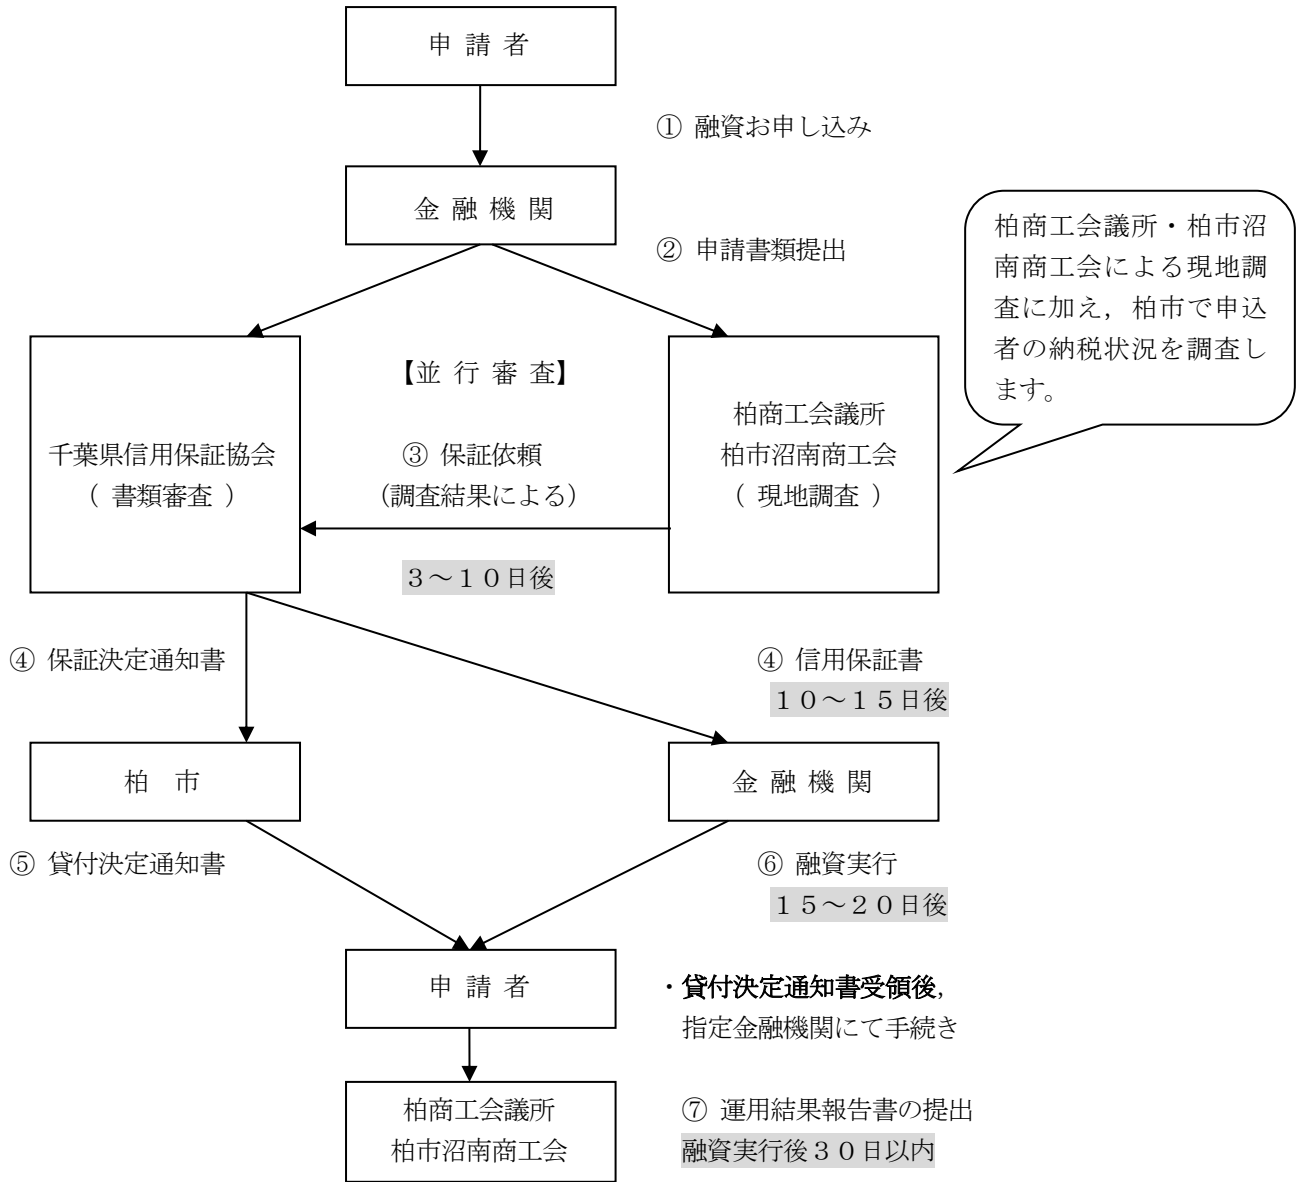 申 請 者
① 融資お申し込み
金 融 機 関
② 申請書類提出
柏商工会議所・柏市沼
南商工会による現地調
査に加え，柏市で申込
者の納税状況を調査し
ます。
【並 行 審 査】
千葉県信用保証協会
（ 書類審査 ）
③ 保証依頼
（調査結果による）
柏商工会議所
柏市沼南商工会
（ 現地調査 ）
３～１０日後
④ 保証決定通知書
④ 信用保証書
１０～１５日後
柏　市
金 融 機 関
⑤ 貸付決定通知書
⑥ 融資実行
１５～２０日後
申 請 者
・貸付決定通知書受領後，
指定金融機関にて手続き
柏商工会議所
柏市沼南商工会
⑦ 運用結果報告書の提出
融資実行後３０日以内